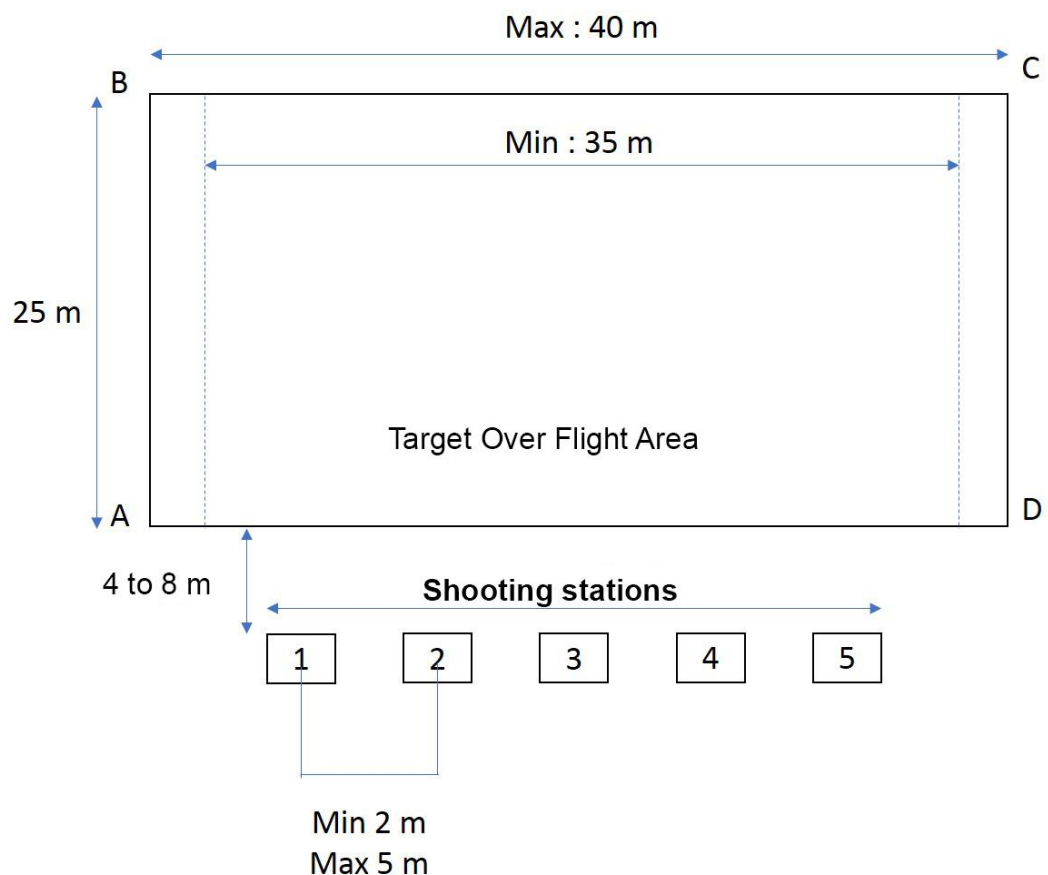 Max : 40 m
B
C
Min : 35 m
25 m
Target Over Flight Area
A
D
4 to 8 m
Shooting stations
1
2
3
4
5
Min 2 m
Max 5 m